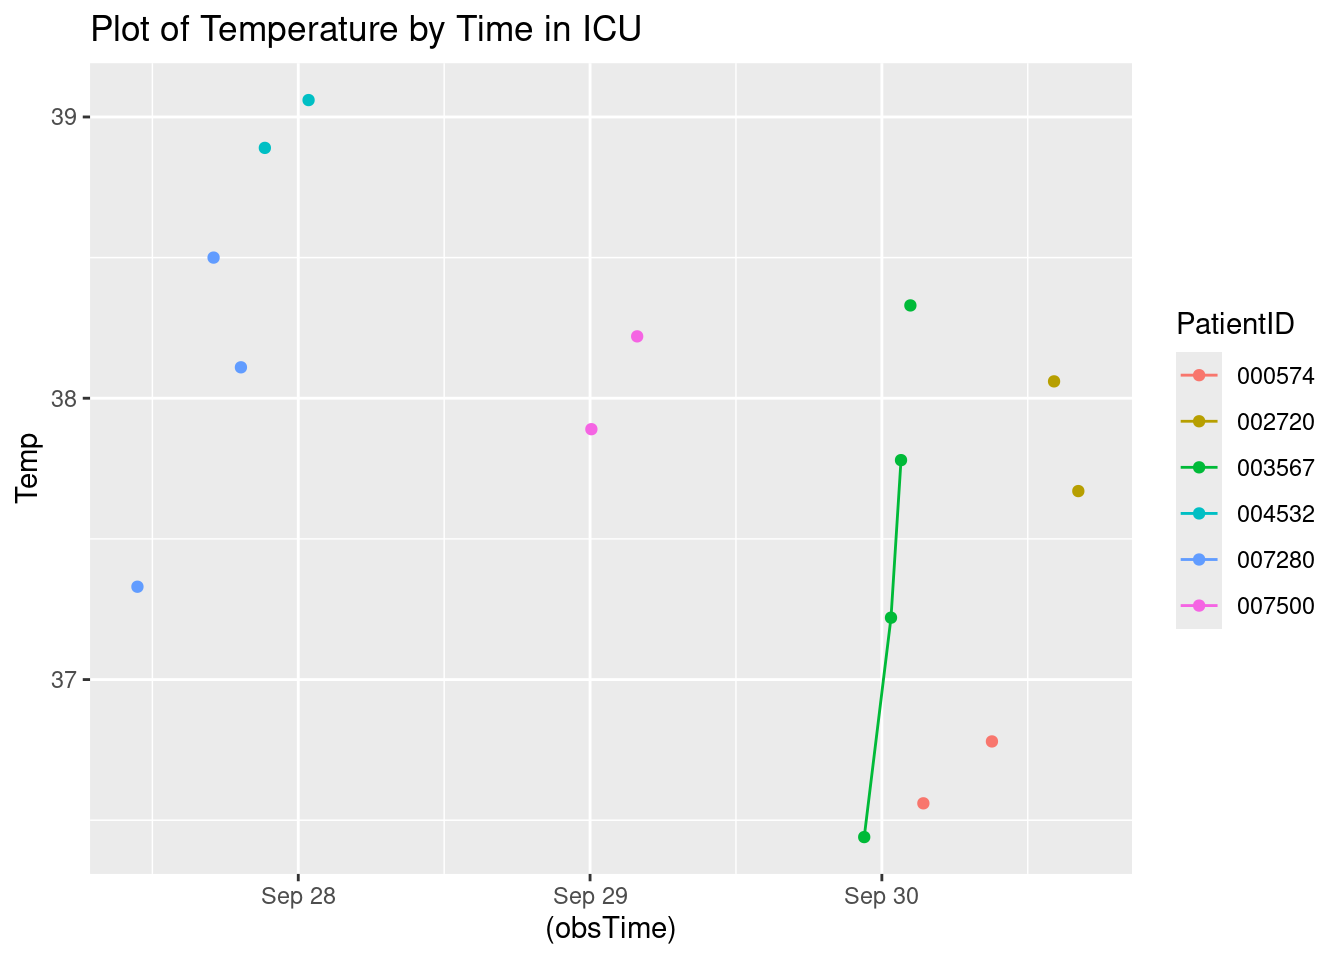 Plot of Temperature by Time in ICU
39
38
37
Temp
Sep 28
Sep 29
Sep 30
(obsTime)
PatientID
000574
002720
003567
004532
007280
007500